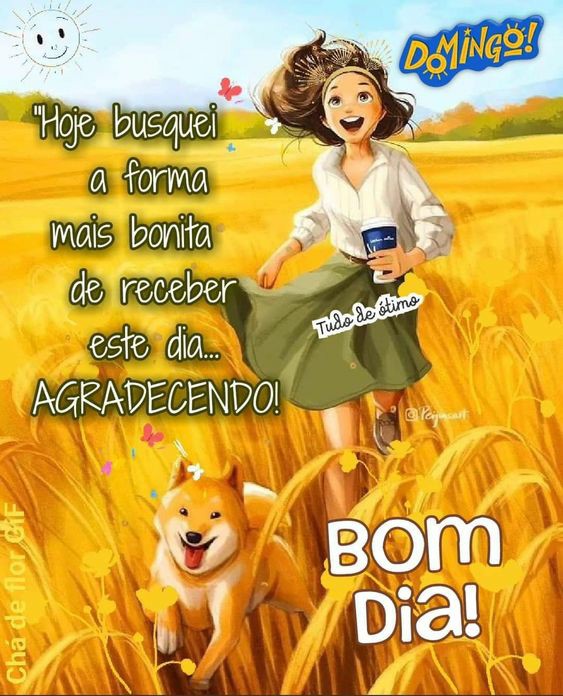 DOMINGO!
"Hoje busquei
a forma
mais bonita
de receber
este dia...
AGRADECENDO!
Tudo de ótimo
@Peijinsart
BOM
Dia!
Chá de flor GiF